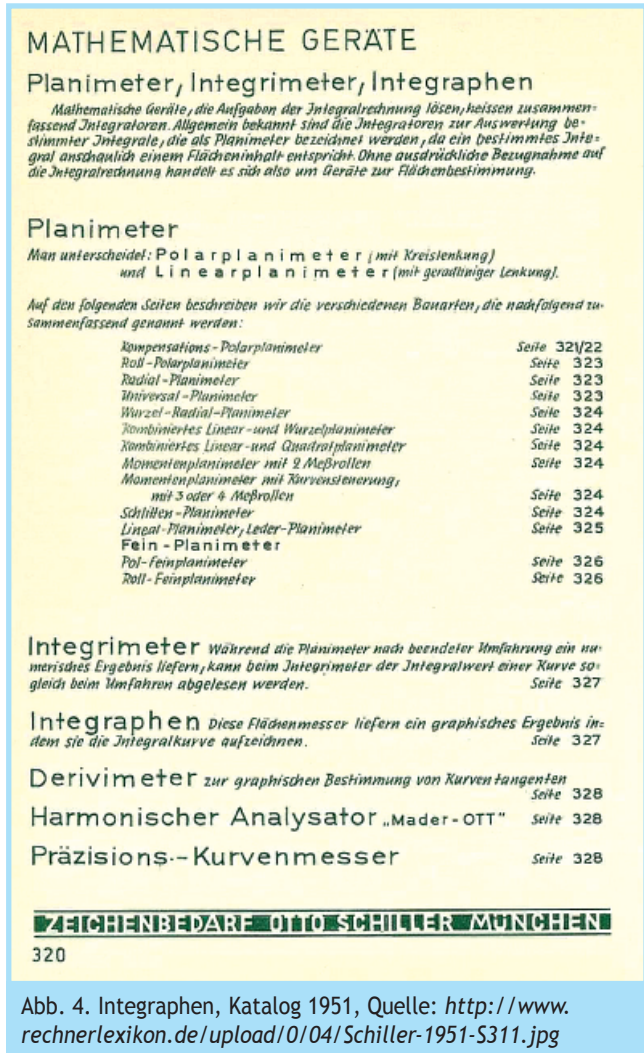 MATHEMATISCHE GERÄTE
Planimeter, Integrimeter, Integraphen
Mathematische Geräte, die Aufgaben der Integralrechnung lösen, heissen zusammen=
fassend Integratoren. Allgemein bekannt sind die Integratoren zur Auswertung be=
stimmter Integrale, die als Planimeter bezeichnet werden, da ein bestimmtes Inte=
gral anschaulich einem Flächeninhalt entspricht. Ohne ausdrückliche Bezugnahme auf
die Integralrechnung handelt es sich also um Geräte zur Flächenbestimmung.
Planimeter
Man unterscheidet: Polarplanimeter (mit Kreislenkung)
und Linearplanimeter (mit geradliniger Lenkung).
Auf den folgenden Seiten beschreiben wir die verschiedenen Bauarten, die nachfolgend zu=
sammenfassend genannt werden:
Kompensations-Polarplanimeter Seite 321/22
Roll-Polarplanimeter Seite 323
Radial-Planimeter Seite 323
Universal-Planimeter Seite 323
Wurzel-Radial-Planimeter Seite 324
Kombiniertes Linear-und Wurzelplanimeter Seite 324
Kombiniertes Linear-und Quadratplanimeter Seite 324
Momentenplanimeter mit 2 Meßrollen Seite 324
Momentenplanimeter mit Kurvensteuerung,
mit 3 oder 4 Meßrollen Seite 324
Schlitten-Planimeter Seite 324
Lineal-Planimeter, Leder-Planimeter Seite 325
Fein-Planimeter
Pol-Feinplanimeter Seite 326
Roll-Feinplanimeter Seite 326
Integrimeter Während die Planimeter nach beendeter Umfahrung ein nu=
merisches Ergebnis liefern, kann beim Integrimeter der Integralwert einer Kurve so=
gleich beim Umfahren abgelesen werden. Seite 327
Integraphen Diese Flächenmesser liefern ein graphisches Ergebnis in=
dem sie die Integralkurve aufzeichnen. Seite 327
Derivimeter zur graphischen Bestimmung von Kurventangenten
Seite 328
Harmonischer Analysator „Mader-OTT" Seite 328
Präzisions-Kurvenmesser Seite 328
ZEICHENBEDARF OTTO SCHILLER MÜNCHEN
320
Abb. 4. Integraphen, Katalog 1951, Quelle: http://www.
rechnerlexikon.de/upload/0/04/Schiller-1951-S311.jpg